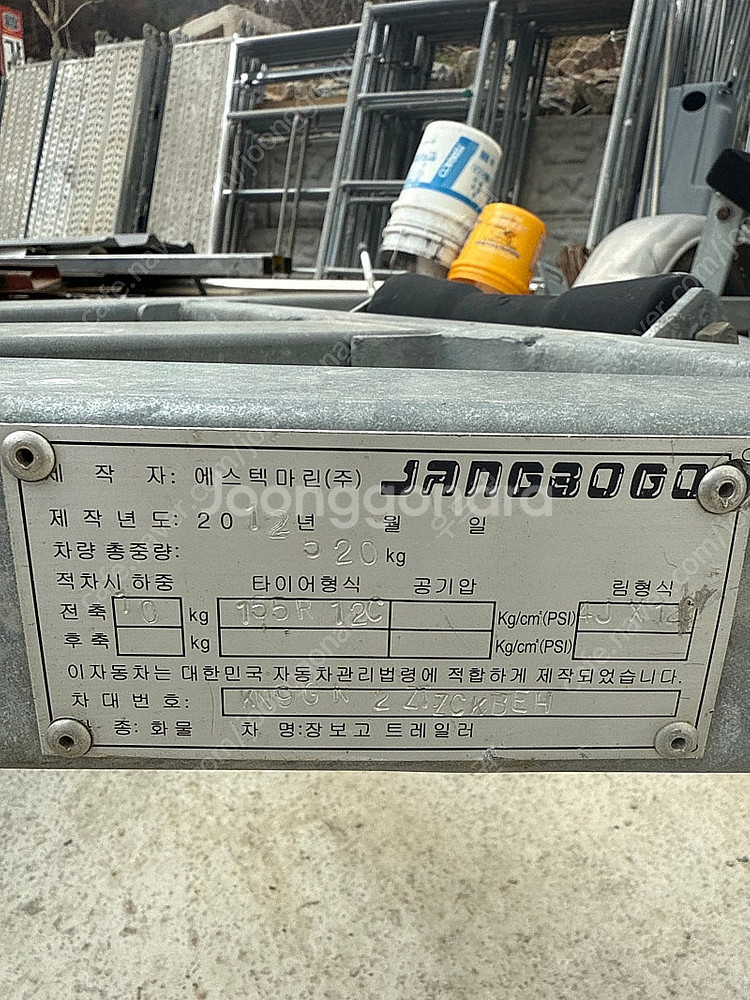 제 작 자: 에스텍마린(주) JANGBOGO
제 작 년 도: 2012년 월 일
차량 총중량: 920 kg
적차시 하중 타이어형식 공기압 림형식
전 축 kg 155R 12C Kg/cm²(PSI) 4J X 12
후 축 kg Kg/cm²(PSI)
이자동차는 대한민국 자동차관리법령에 적합하게 제작되었습니다.
차 대 번 호:
차 종: 화물 차 명:장보고 트레일러
Joonggonara